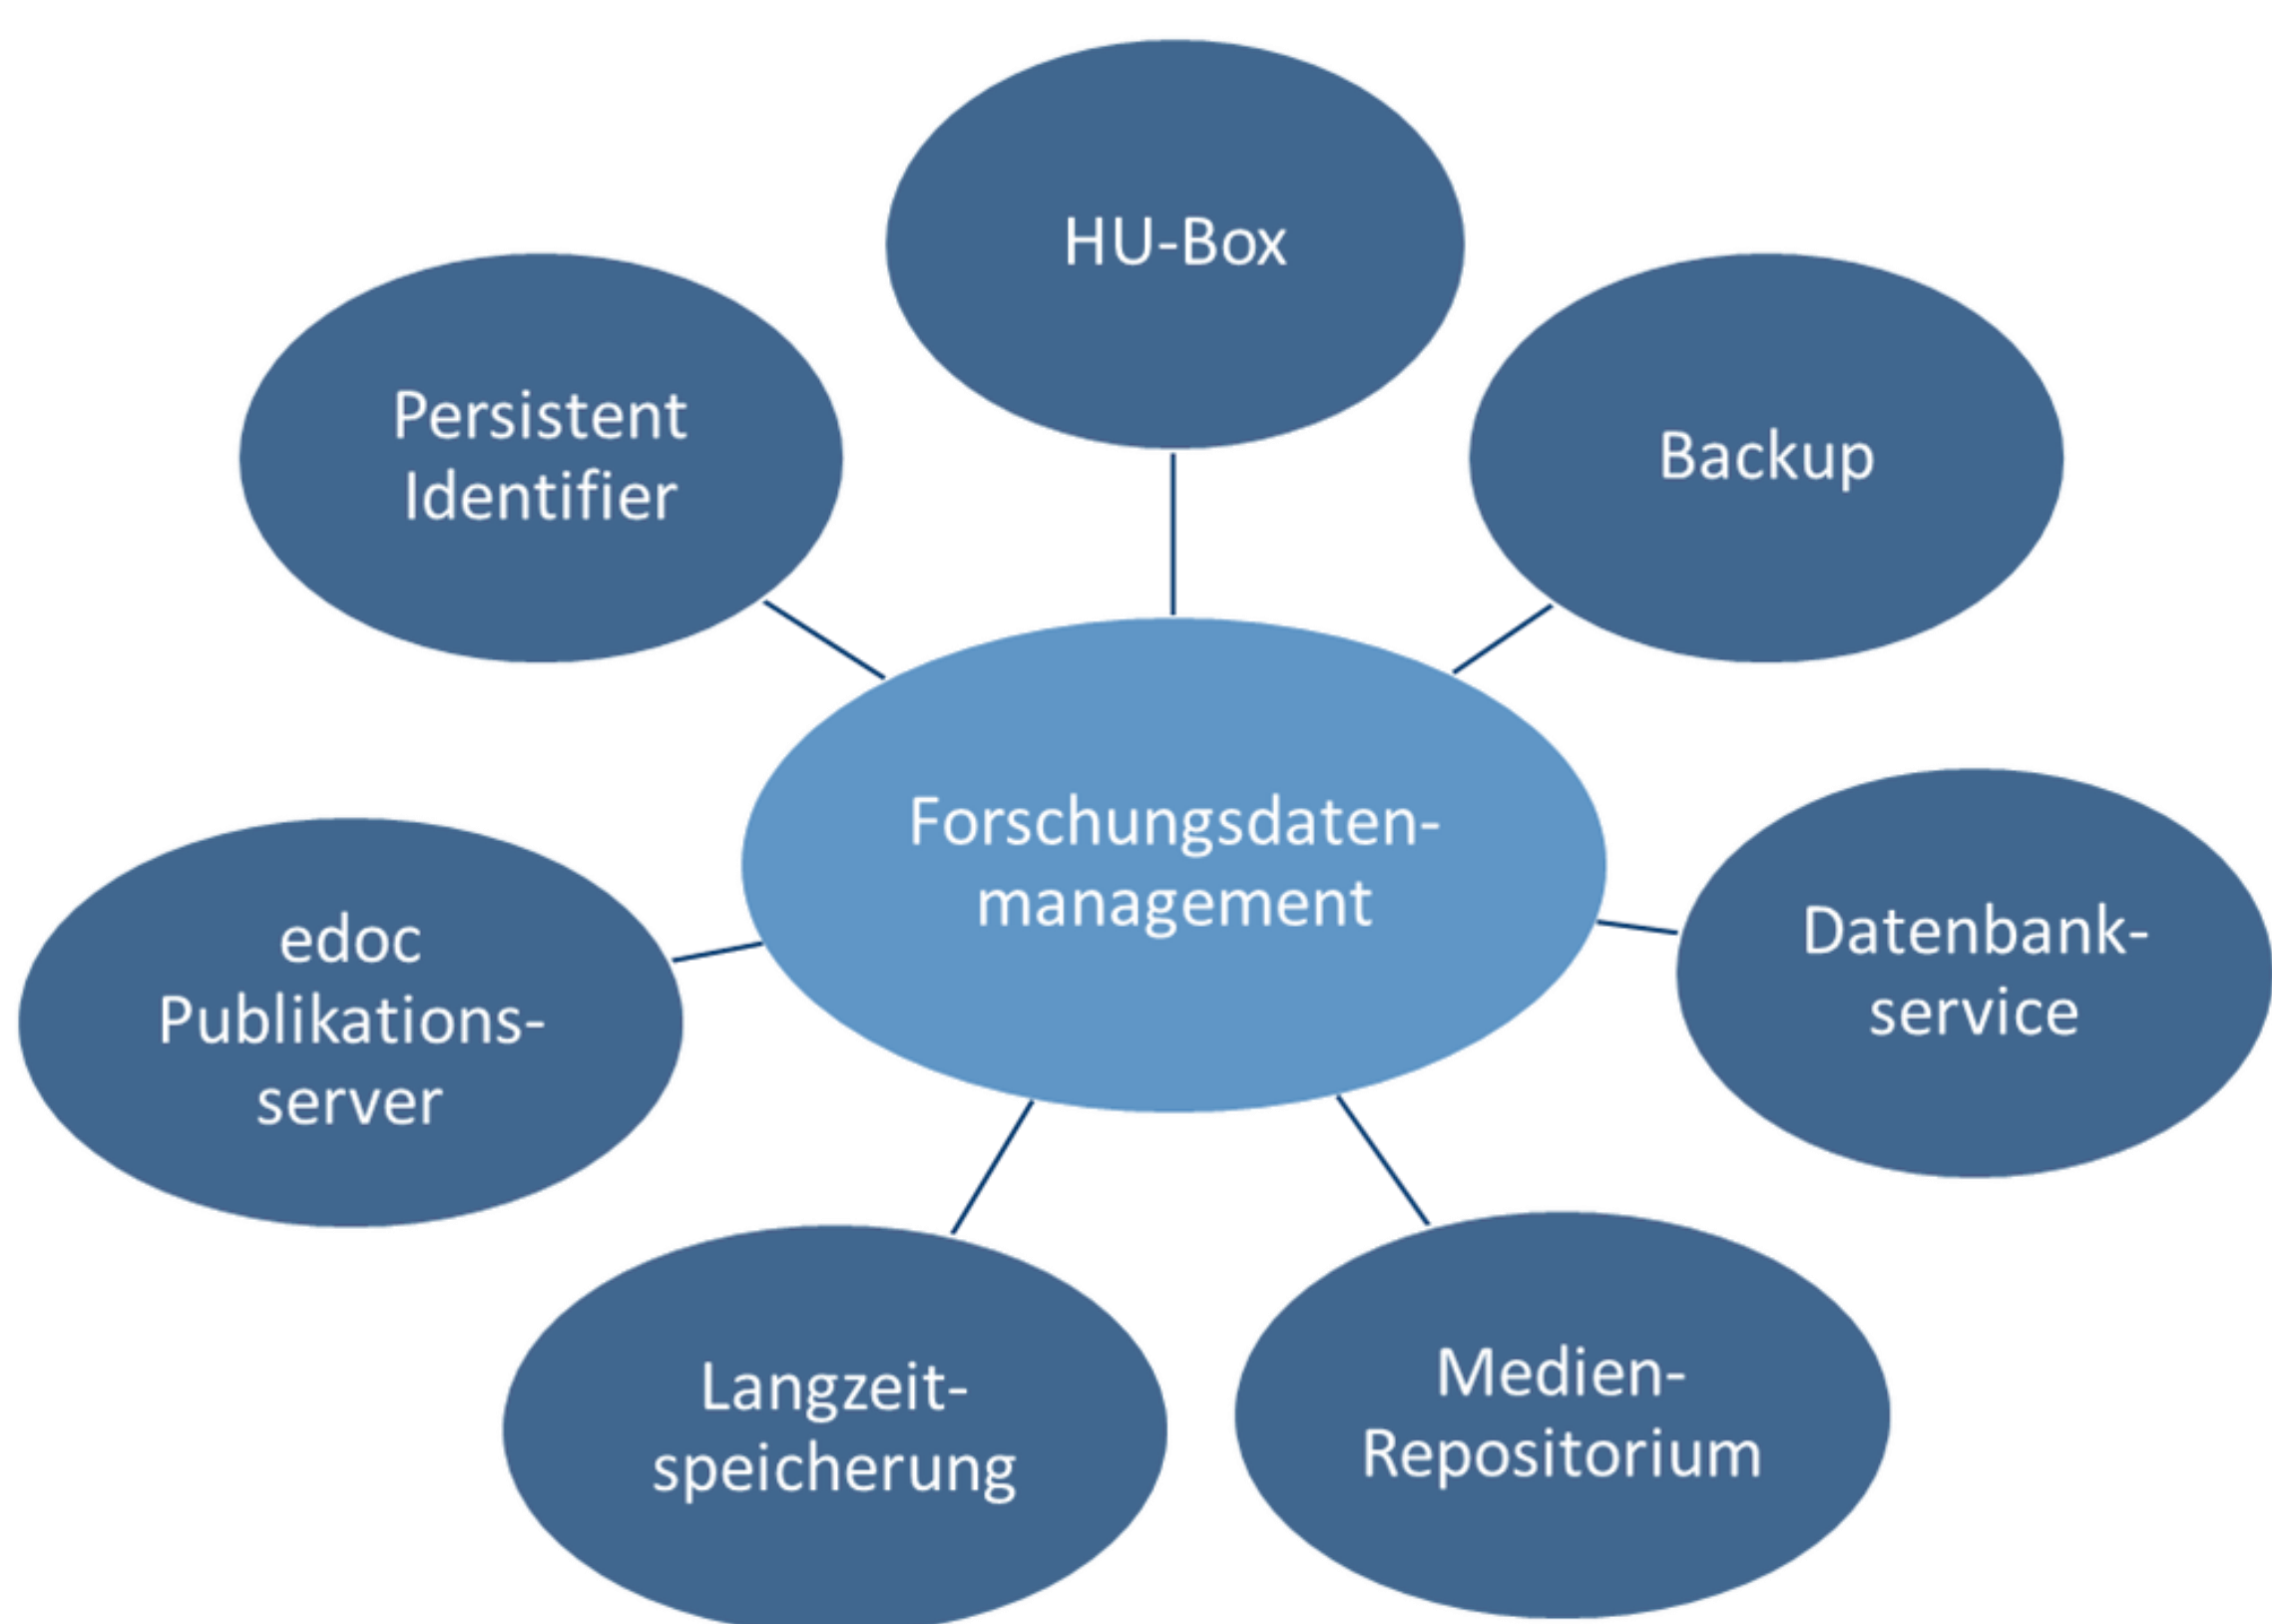 HU-Box
Persistent
Identifier
Backup
Forschungsdaten-
management
edoc
Publikations-
server
Datenbank-
service
Langzeit-
speicherung
Medien-
Repositorium